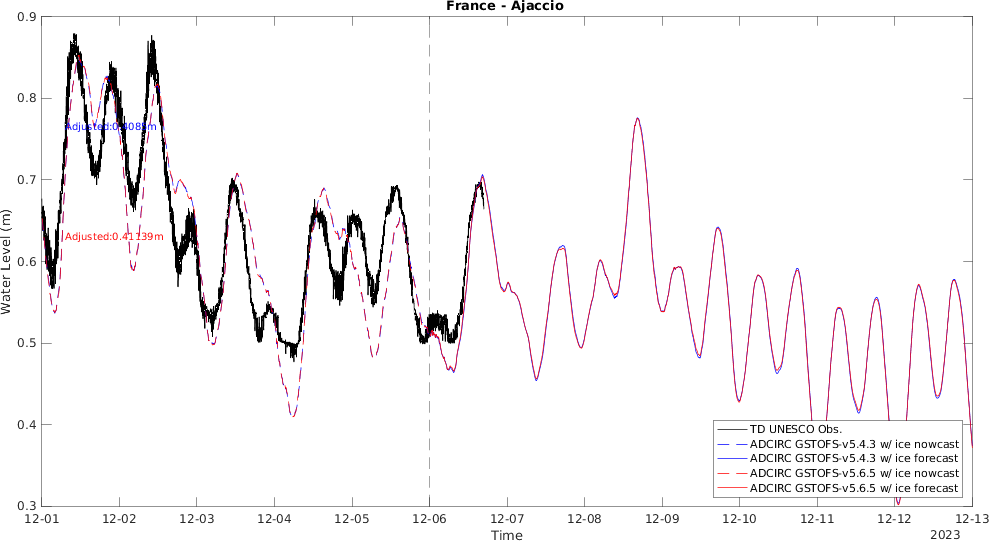 France - Ajaccio
Water Level (m)
0.9
0.8
0.7
0.6
0.5
0.4
0.3
Adjusted:0.4085m
Adjusted:0.41139m
TD UNESCO Obs.
ADCIRC GSTOFS-v5.4.3 w/ ice nowcast
ADCIRC GSTOFS-v5.4.3 w/ ice forecast
ADCIRC GSTOFS-v5.6.5 w/ ice nowcast
ADCIRC GSTOFS-v5.6.5 w/ ice forecast
12-01 12-02 12-03 12-04 12-05 12-06 12-07 12-08 12-09 12-10 12-11 12-12 12-13
Time
2023